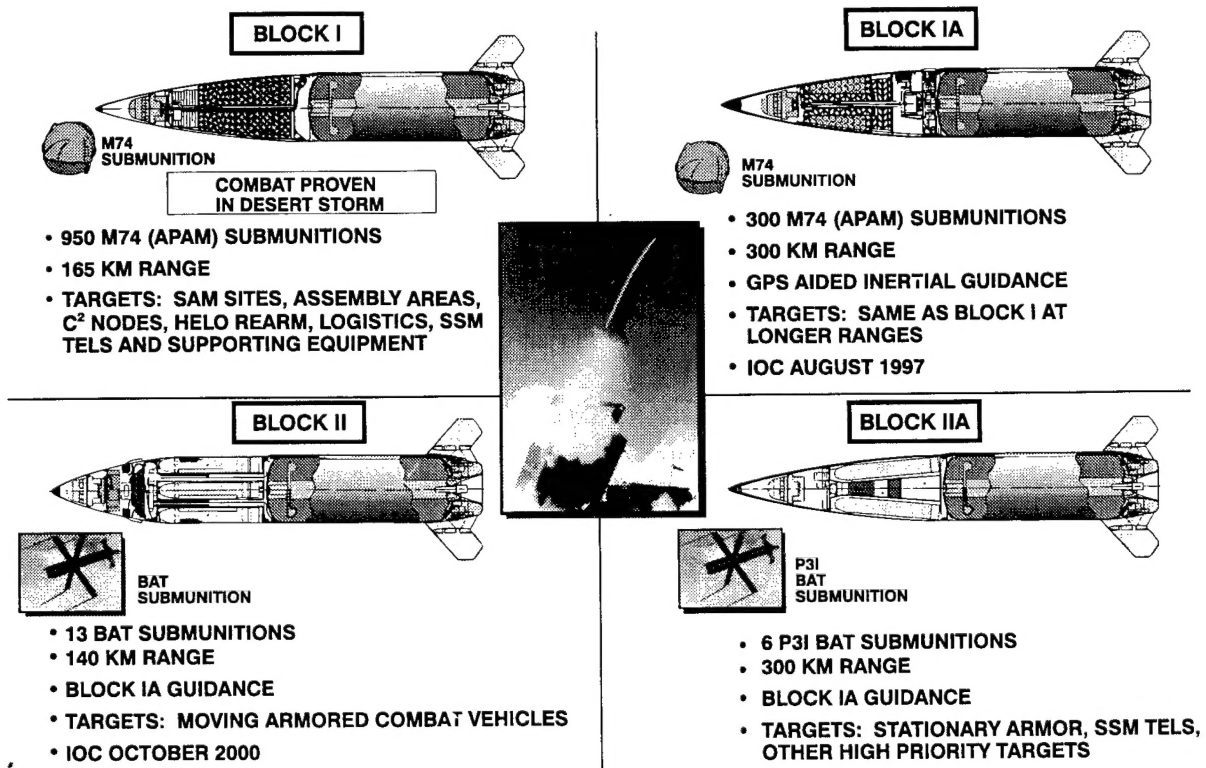 BLOCK I
M74
SUBMUNITION
COMBAT PROVEN
IN DESERT STORM
• 950 M74 (APAM) SUBMUNITIONS
• 165 KM RANGE
• TARGETS: SAM SITES, ASSEMBLY AREAS,
C² NODES, HELO REARM, LOGISTICS, SSM
TELS AND SUPPORTING EQUIPMENT
BLOCK IA
M74
SUBMUNITION
• 300 M74 (APAM) SUBMUNITIONS
• 300 KM RANGE
• GPS AIDED INERTIAL GUIDANCE
• TARGETS: SAME AS BLOCK I AT
LONGER RANGES
• IOC AUGUST 1997
BLOCK II
BAT
SUBMUNITION
• 13 BAT SUBMUNITIONS
• 140 KM RANGE
• BLOCK IA GUIDANCE
• TARGETS: MOVING ARMORED COMBAT VEHICLES
• IOC OCTOBER 2000
BLOCK IIA
P3I
BAT
SUBMUNITION
• 6 P3I BAT SUBMUNITIONS
• 300 KM RANGE
• BLOCK IA GUIDANCE
• TARGETS: STATIONARY ARMOR, SSM TELS,
OTHER HIGH PRIORITY TARGETS